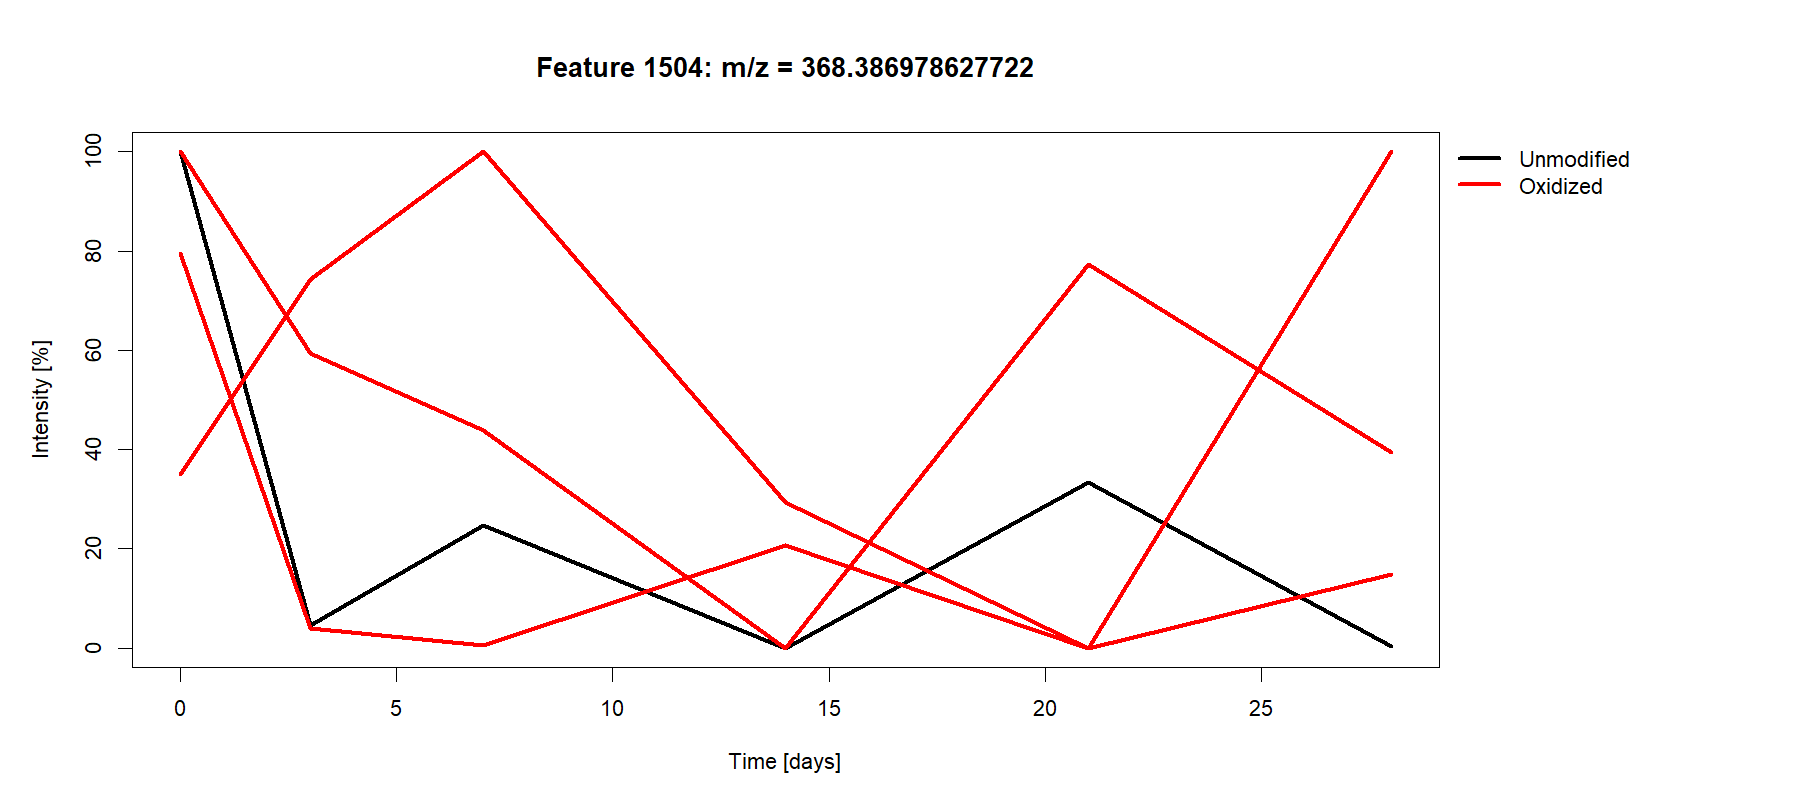 Feature 1504: m/z = 368.386978627722
Unmodified
Oxidized
Intensity [%]
100
80
60
40
20
0
0 5 10 15 20 25
Time [days]